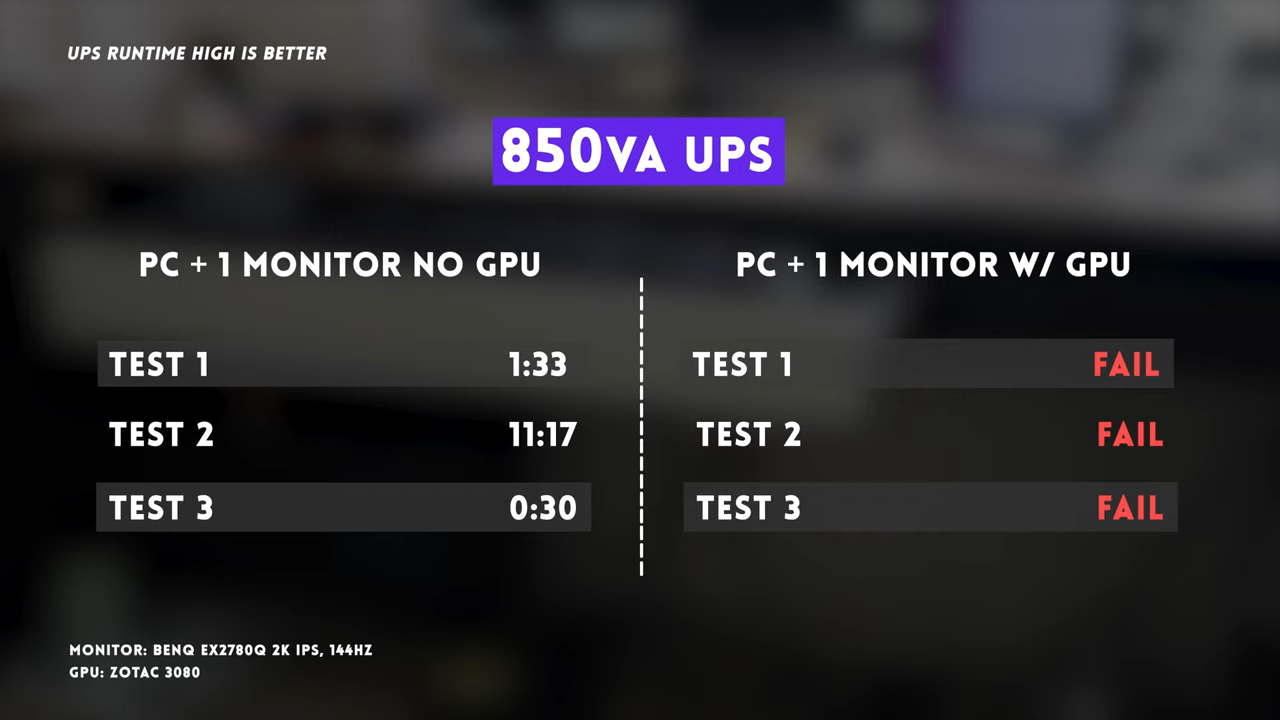 UPS RUNTIME HIGH IS BETTER
850VA UPS
PC + 1 MONITOR NO GPU
TEST 1 1:33
TEST 2 11:17
TEST 3 0:30
PC + 1 MONITOR W/ GPU
TEST 1 FAIL
TEST 2 FAIL
TEST 3 FAIL
MONITOR: BENQ EX2780Q 2K IPS, 144HZ
GPU: ZOTAC 3080